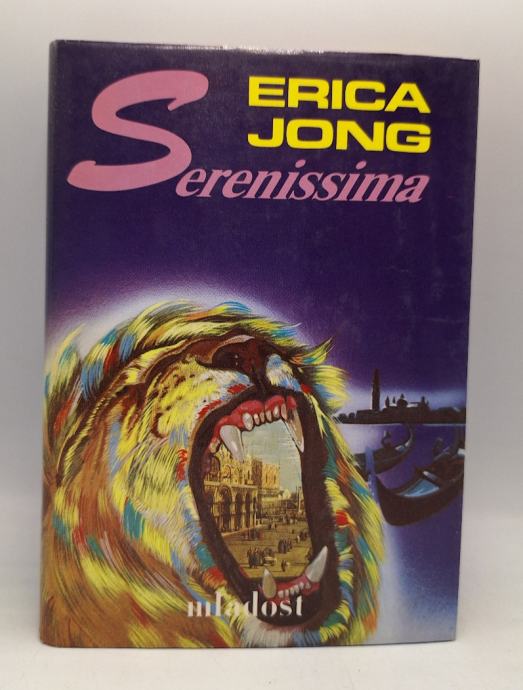 ERICA
JONG
Serenissima
mladost